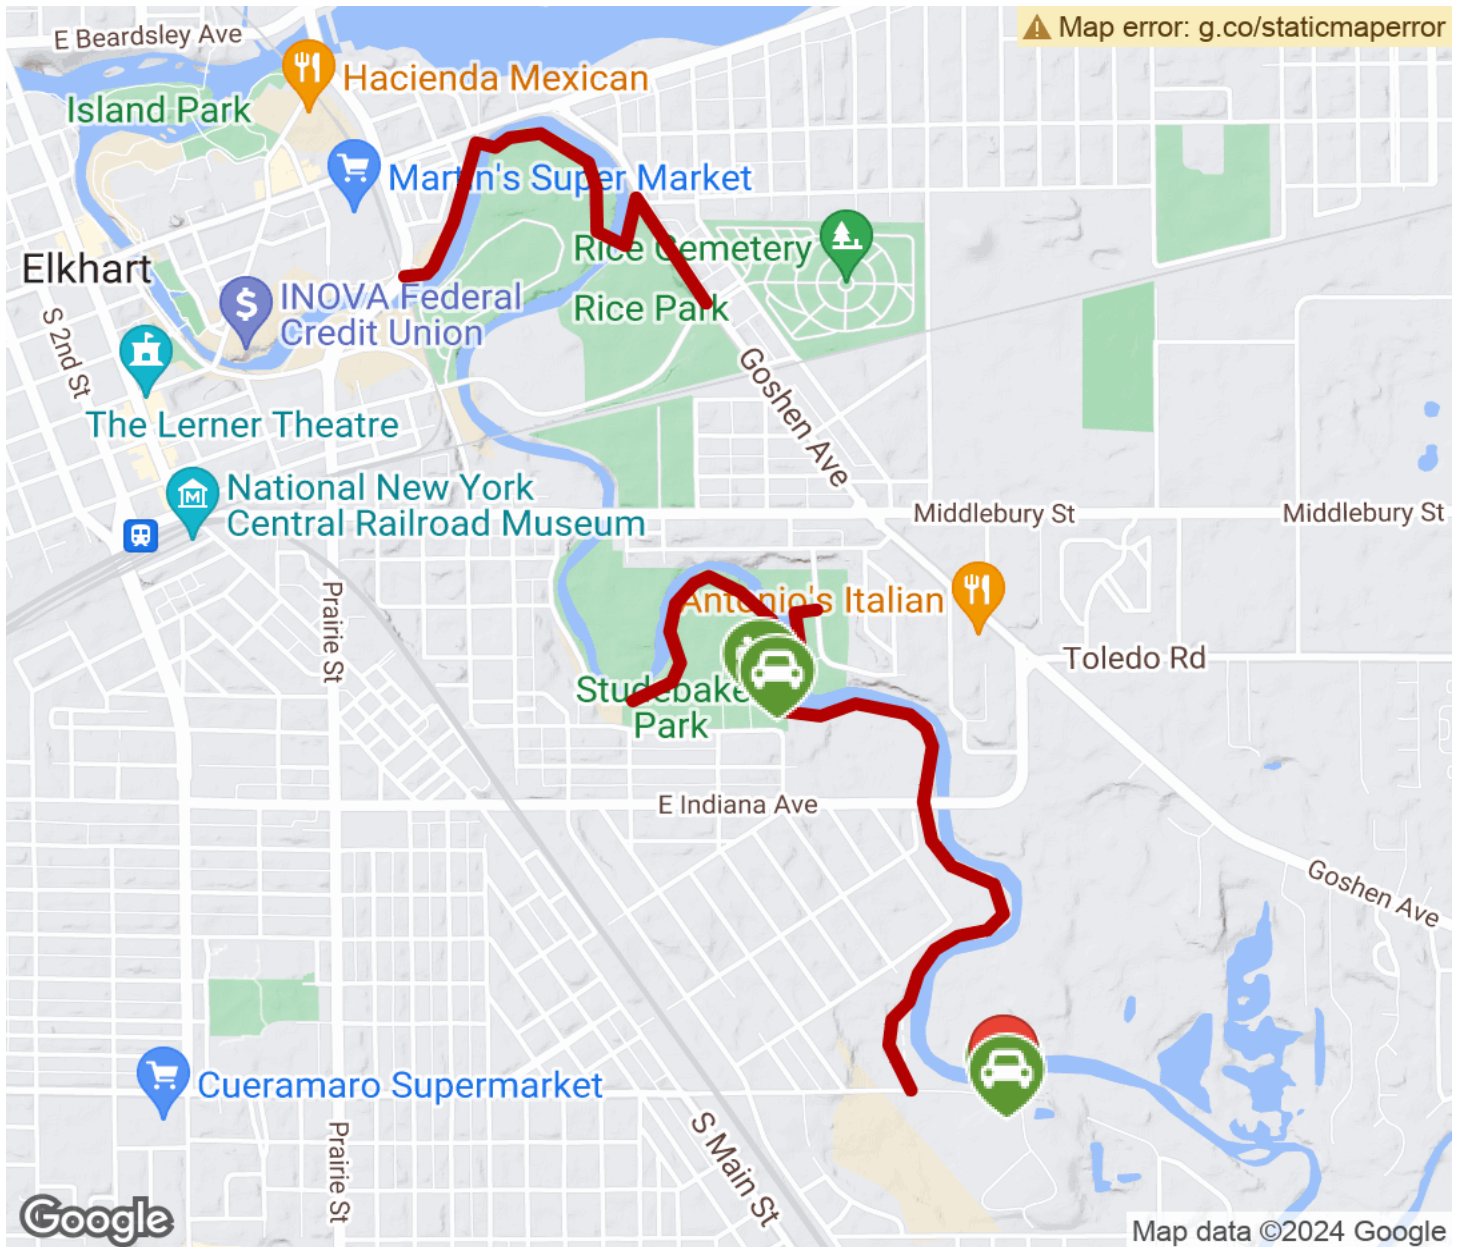 E Beardsley Ave
Map error: g.co/staticmaperror
Hacienda Mexican
Island Park
Martin's Super Market
Rice Cemetery
Elkhart
INOVA Federal
Credit Union
Rice Park
S 2nd St
Goshen Ave
The Lerner Theatre
National New York
Central Railroad Museum
Middlebury St
Middlebury St
Prairie St
Antonio's Italian
Toledo Rd
Studebake
Park
E Indiana Ave
Goshen Ave
Cueramaro Supermarket
Prairie St
S Main St
Google
Map data ©2024 Google